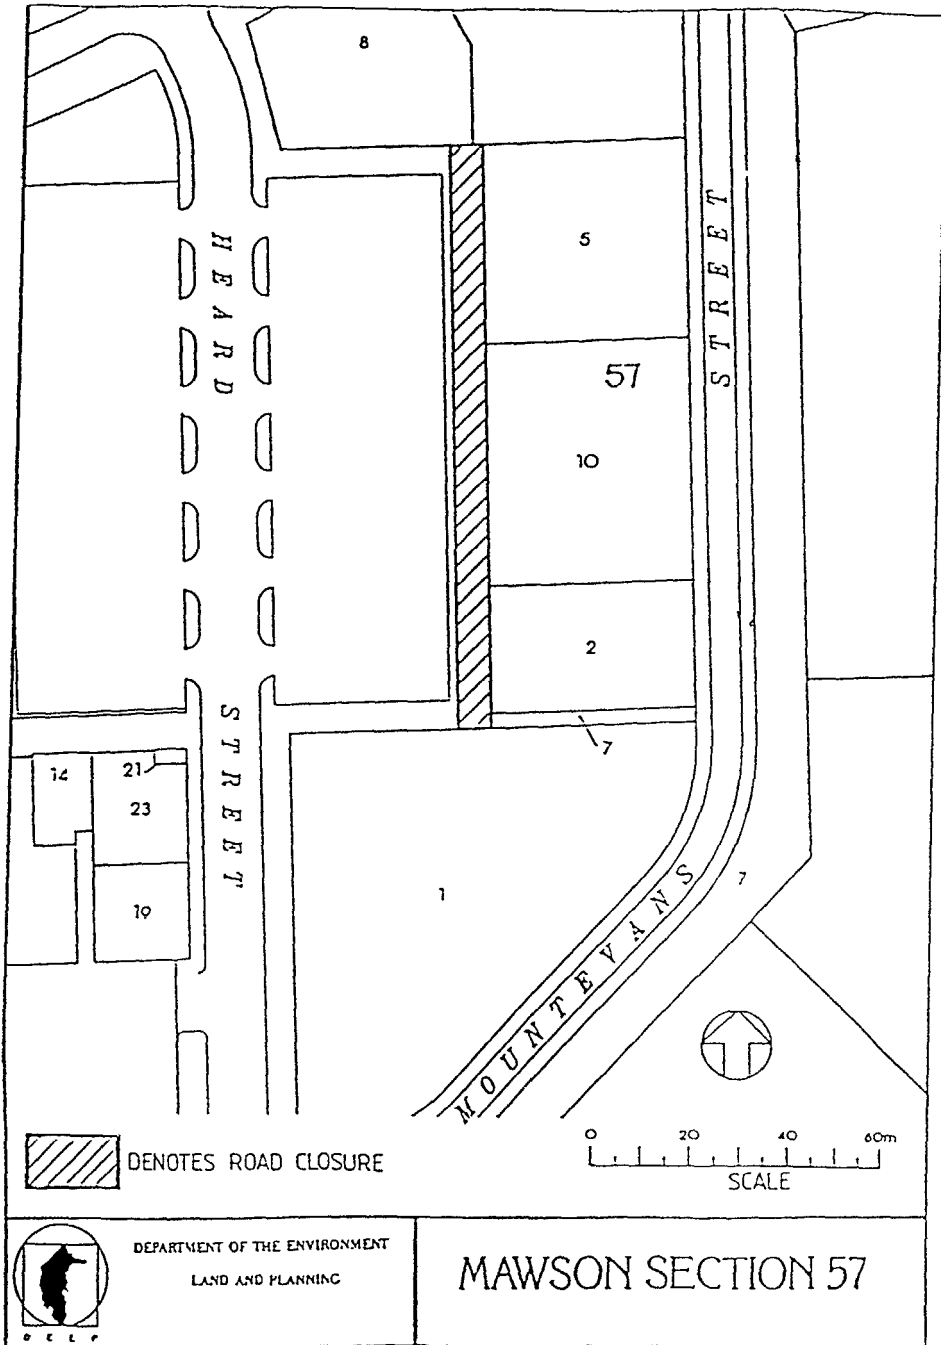 8
HEARD
STREET
5
57
10
2
7
STREET
14
21
23
19
1
7
MOUNTEVANS
DENOTES ROAD CLOSURE
0 20 40 60m
SCALE
DEPARTMENT OF THE ENVIRONMENT
LAND AND PLANNING
D E L P
MAWSON SECTION 57